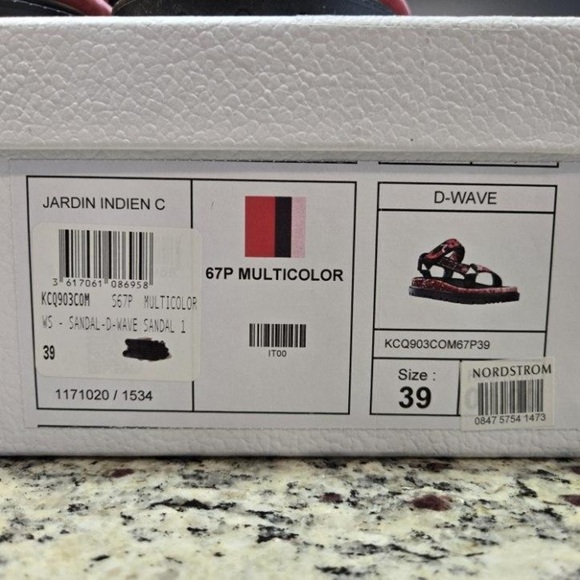 JARDIN INDIEN C
3 617061 086958
KCQ903COM S67P MULTICOLOR
WS - SANDAL-D-WAVE SANDAL 1
39
1171020 / 1534
67P MULTICOLOR
IT00
D-WAVE
KCQ903COM67P39
Size :
39
NORDSTROM
0847 5754 1473